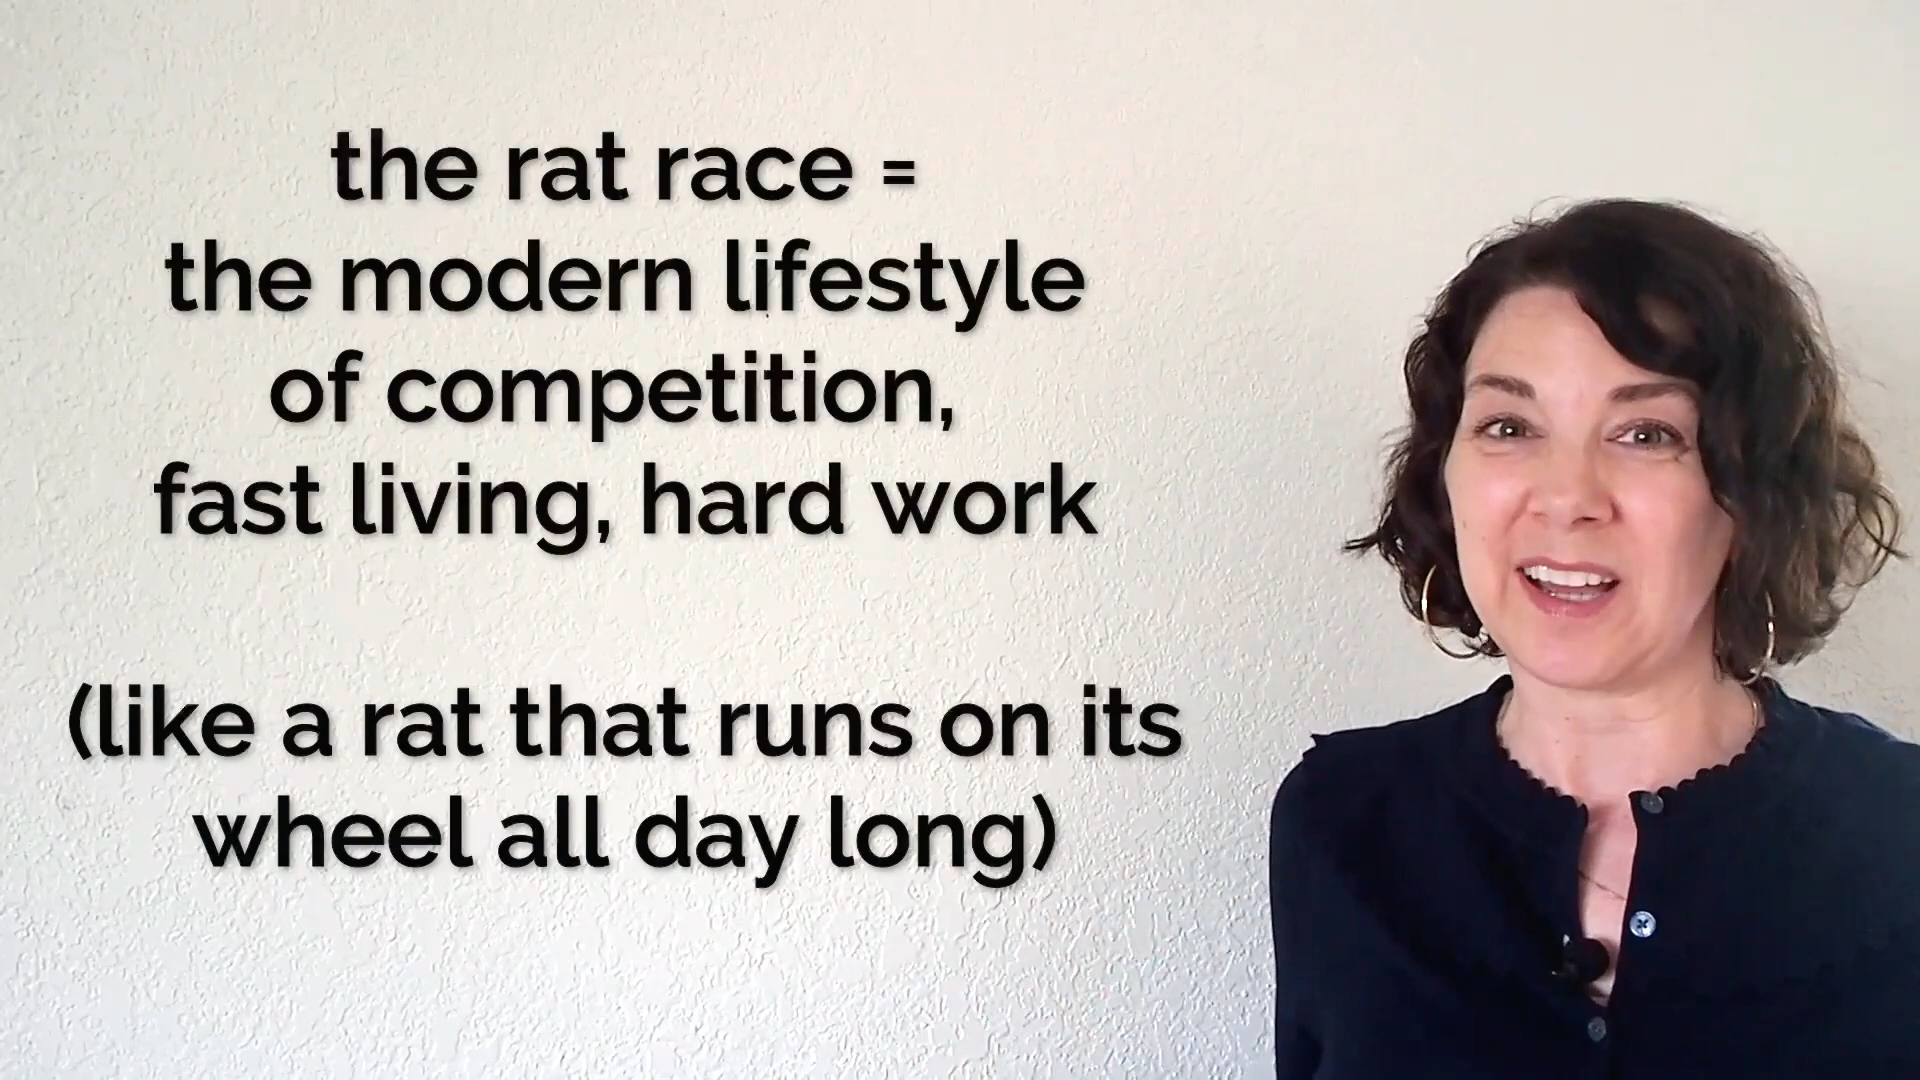 the rat race =
the modern lifestyle
of competition,
fast living, hard work
(like a rat that runs on its
wheel all day long)